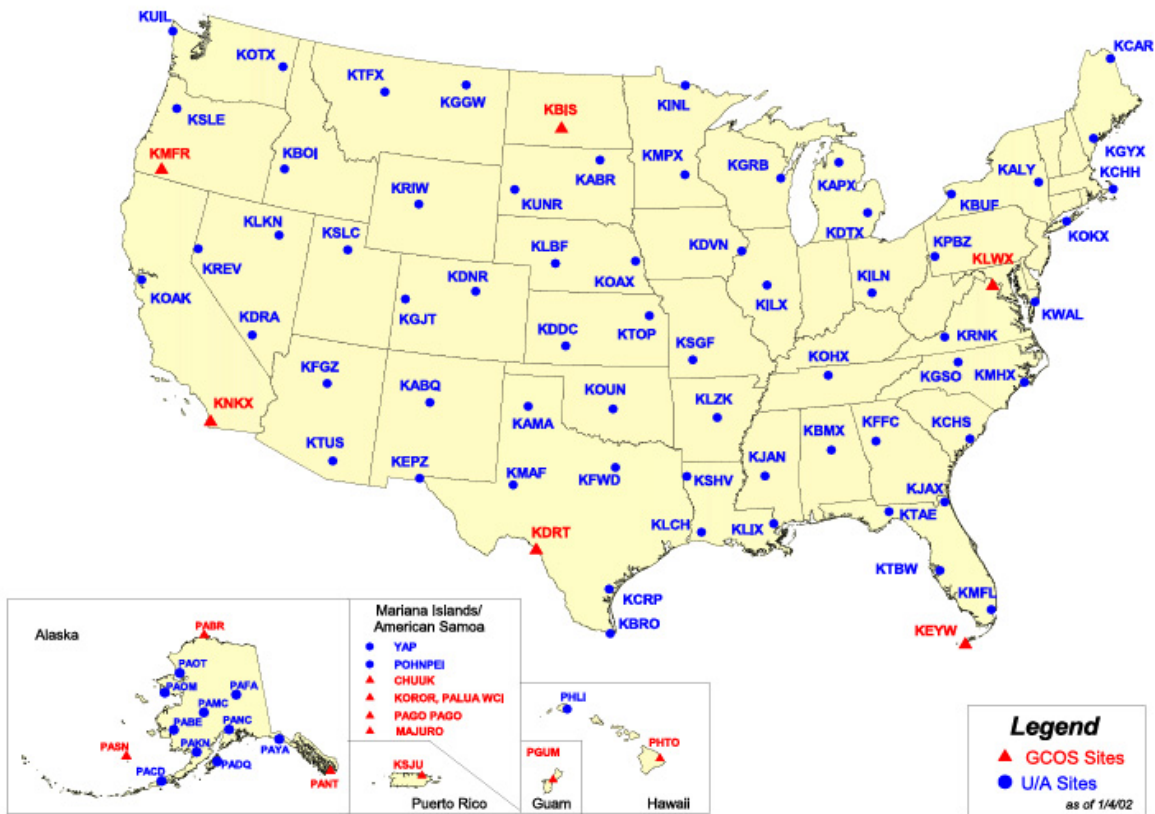 KUIL
KCAR
KOTX
KTFX
KGGW
KINL
KBIS
KSLE
KMFR
KBOI
KMPX
KGRB
KGYX
KALY
KCHH
KRIW
KABR
KAPX
KUNR
KBUF
KLKN
KSLC
KDTX
KOKX
KLBF
KDVN
KPBZ
KLWX
KREV
KOAX
KDNR
KILN
KOAK
KILX
KWAL
KDRA
KGJT
KDDC
KTOP
KRNK
KSGF
KOHX
KFGZ
KGSO
KMHX
KABQ
KOUN
KLZK
KNKX
KAMA
KBMX
KFFC
KCHS
KTUS
KJAN
KEPZ
KMAF
KFWD
KSHV
KJAX
KTAE
KDRT
KLCH
KLIX
KTBW
KMFL
KCRP
KBRO
KEYW
Alaska
PABR
PAOT
PAOM
PAFA
PAMC
PABE
PANC
PASN
PAKN
PAYA
PACD
PADQ
PANT
Mariana Islands/
American Samoa
YAP
POHNPEI
CHUUK
KOROR, PALUA WCI
PAGO PAGO
MAJURO
KSJU
Puerto Rico
PGUM
Guam
PHLI
PHTO
Hawaii
Legend
GCOS Sites
U/A Sites
as of 1/4/02